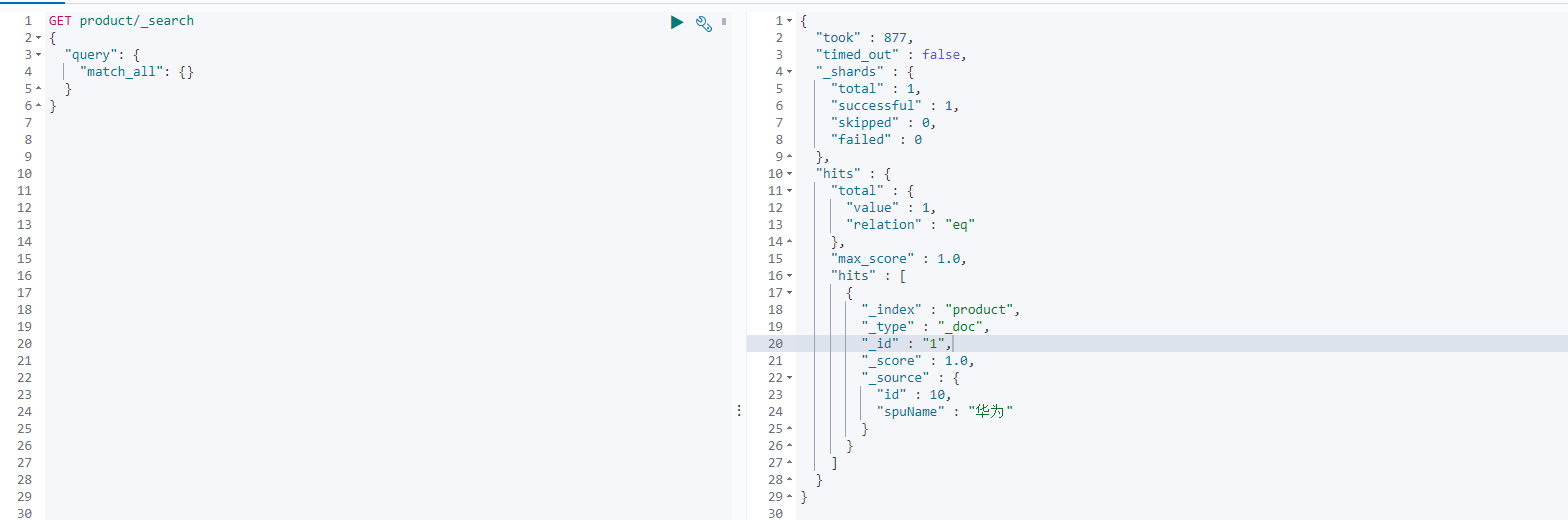 1 GET product/_search
2 {
3 "query": {
4 "match_all": {}
5 }
6 }
7
8
9
10
11
12
13
14
15
16
17
18
19
20
21
22
23
24
25
26
27
28
29
30
1 {
2 "took" : 877,
3 "timed_out" : false,
4 "_shards" : {
5 "total" : 1,
6 "successful" : 1,
7 "skipped" : 0,
8 "failed" : 0
9 },
10 "hits" : {
11 "total" : {
12 "value" : 1,
13 "relation" : "eq"
14 },
15 "max_score" : 1.0,
16 "hits" : [
17 {
18 "_index" : "product",
19 "_type" : "_doc",
20 "_id" : "1",
21 "_score" : 1.0,
22 "_source" : {
23 "id" : 10,
24 "spuName" : "华为"
25 }
26 }
27 ]
28 }
29 }
30